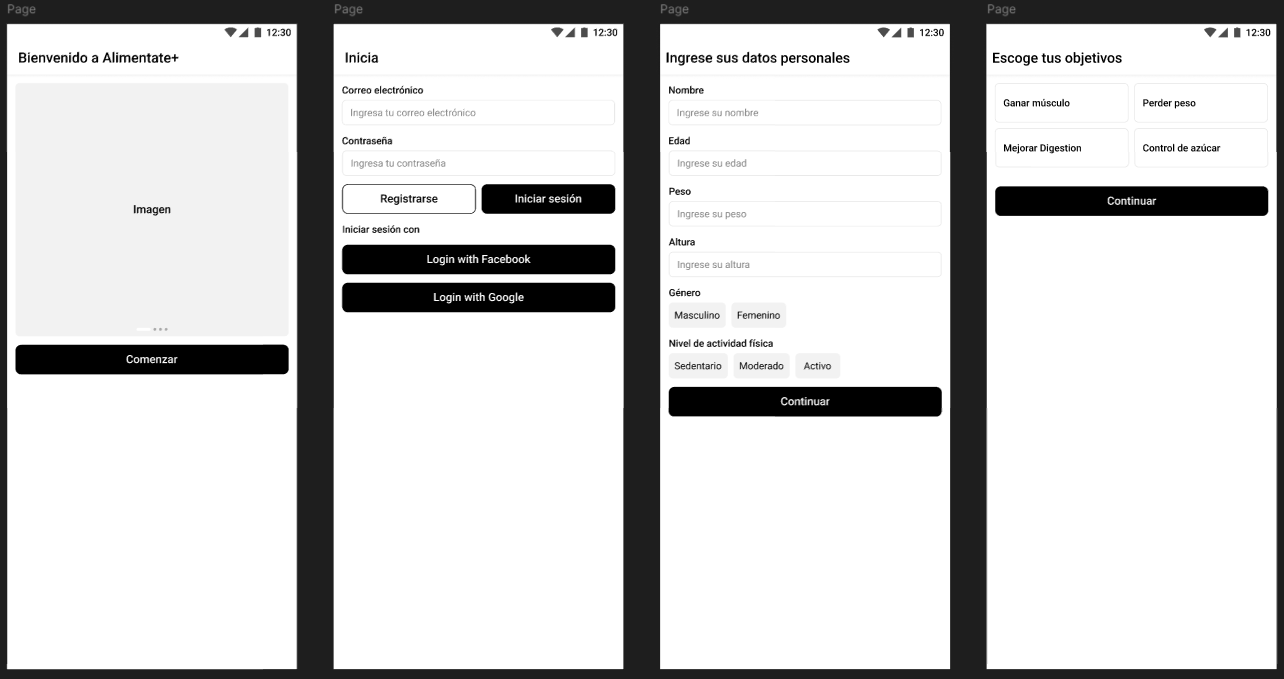 Page
12:30
Bienvenido a Alimentate+
Imagen
Comenzar
Page
12:30
Inicia
Correo electrónico
Ingresa tu correo electrónico
Contraseña
Ingresa tu contraseña
Registrarse
Iniciar sesión
Iniciar sesión con
Login with Facebook
Login with Google
Page
12:30
Ingrese sus datos personales
Nombre
Ingrese su nombre
Edad
Ingrese su edad
Peso
Ingrese su peso
Altura
Ingrese su altura
Género
Masculino Femenino
Nivel de actividad física
Sedentario Moderado Activo
Continuar
Page
12:30
Escoge tus objetivos
Ganar músculo Perder peso
Mejorar Digestion Control de azúcar
Continuar